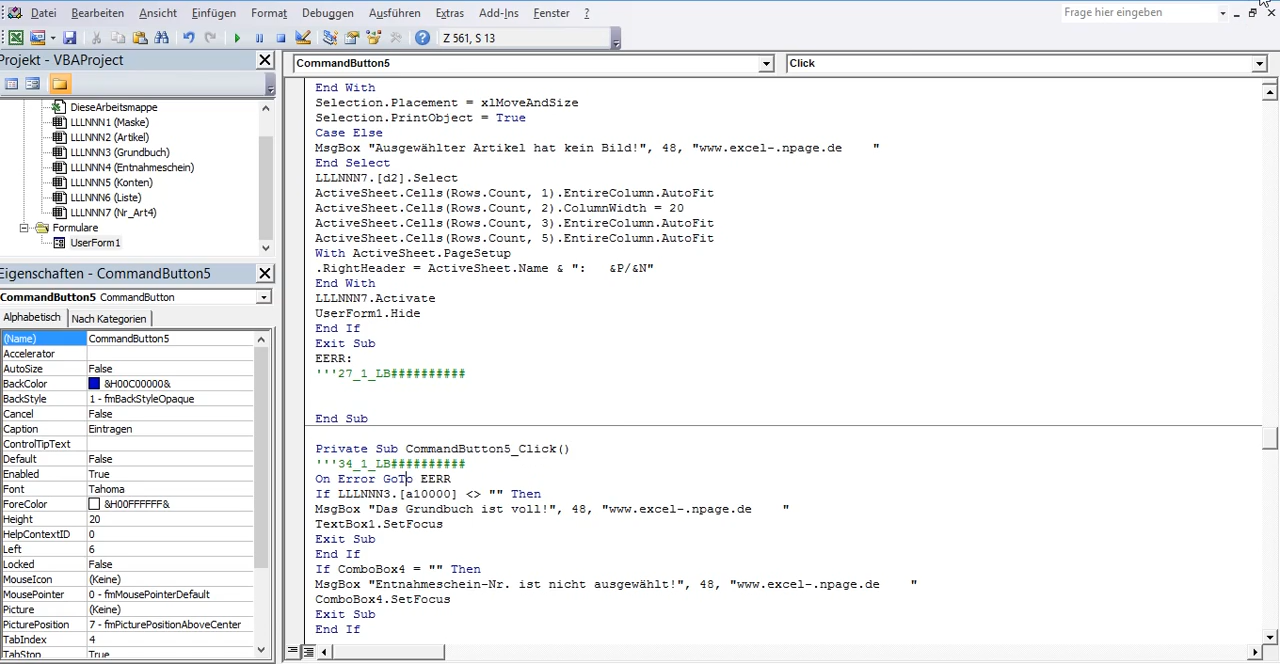 Datei Bearbeiten Ansicht Einfügen Format Debuggen Ausführen Extras Add-Ins Fenster ? Frage hier eingeben
Z 561, S 13
Projekt - VBAProject
DieseArbeitsmappe
LLLNNN1 (Maske)
LLLNNN2 (Artikel)
LLLNNN3 (Grundbuch)
LLLNNN4 (Entnahmeschein)
LLLNNN5 (Konten)
LLLNNN6 (Liste)
LLLNNN7 (Nr_Art4)
Formulare
UserForm1
Eigenschaften - CommandButton5
CommandButton5 CommandButton
Alphabetisch Nach Kategorien
(Name) CommandButton5
Accelerator
AutoSize False
BackColor &H00C00000&
BackStyle 1 - fmBackStyleOpaque
Cancel False
Caption Eintragen
ControlTipText
Default False
Enabled True
Font Tahoma
ForeColor &H00FFFFFF&
Height 20
HelpContextID 0
Left 6
Locked False
MouseIcon (Keine)
MousePointer 0 - fmMousePointerDefault
Picture (Keine)
PicturePosition 7 - fmPicturePositionAboveCenter
TabIndex 4
TabStop True
CommandButton5 Click
End With
Selection.Placement = xlMoveAndSize
Selection.PrintObject = True
Case Else
MsgBox "Ausgewählter Artikel hat kein Bild!", 48, "www.excel-.npage.de    "
End Select
LLLNNN7.[d2].Select
ActiveSheet.Cells(Rows.Count, 1).EntireColumn.AutoFit
ActiveSheet.Cells(Rows.Count, 2).ColumnWidth = 20
ActiveSheet.Cells(Rows.Count, 3).EntireColumn.AutoFit
ActiveSheet.Cells(Rows.Count, 5).EntireColumn.AutoFit
With ActiveSheet.PageSetup
.RightHeader = ActiveSheet.Name & ":   &P/&N"
End With
LLLNNN7.Activate
UserForm1.Hide
End If
Exit Sub
EERR:
'''27_1_LB##########
End Sub
Private Sub CommandButton5_Click()
'''34_1_LB##########
On Error GoTo EERR
If LLLNNN3.[a10000] <> "" Then
MsgBox "Das Grundbuch ist voll!", 48, "www.excel-.npage.de    "
TextBox1.SetFocus
Exit Sub
End If
If ComboBox4 = "" Then
MsgBox "Entnahmeschein-Nr. ist nicht ausgewählt!", 48, "www.excel-.npage.de    "
ComboBox4.SetFocus
Exit Sub
End If